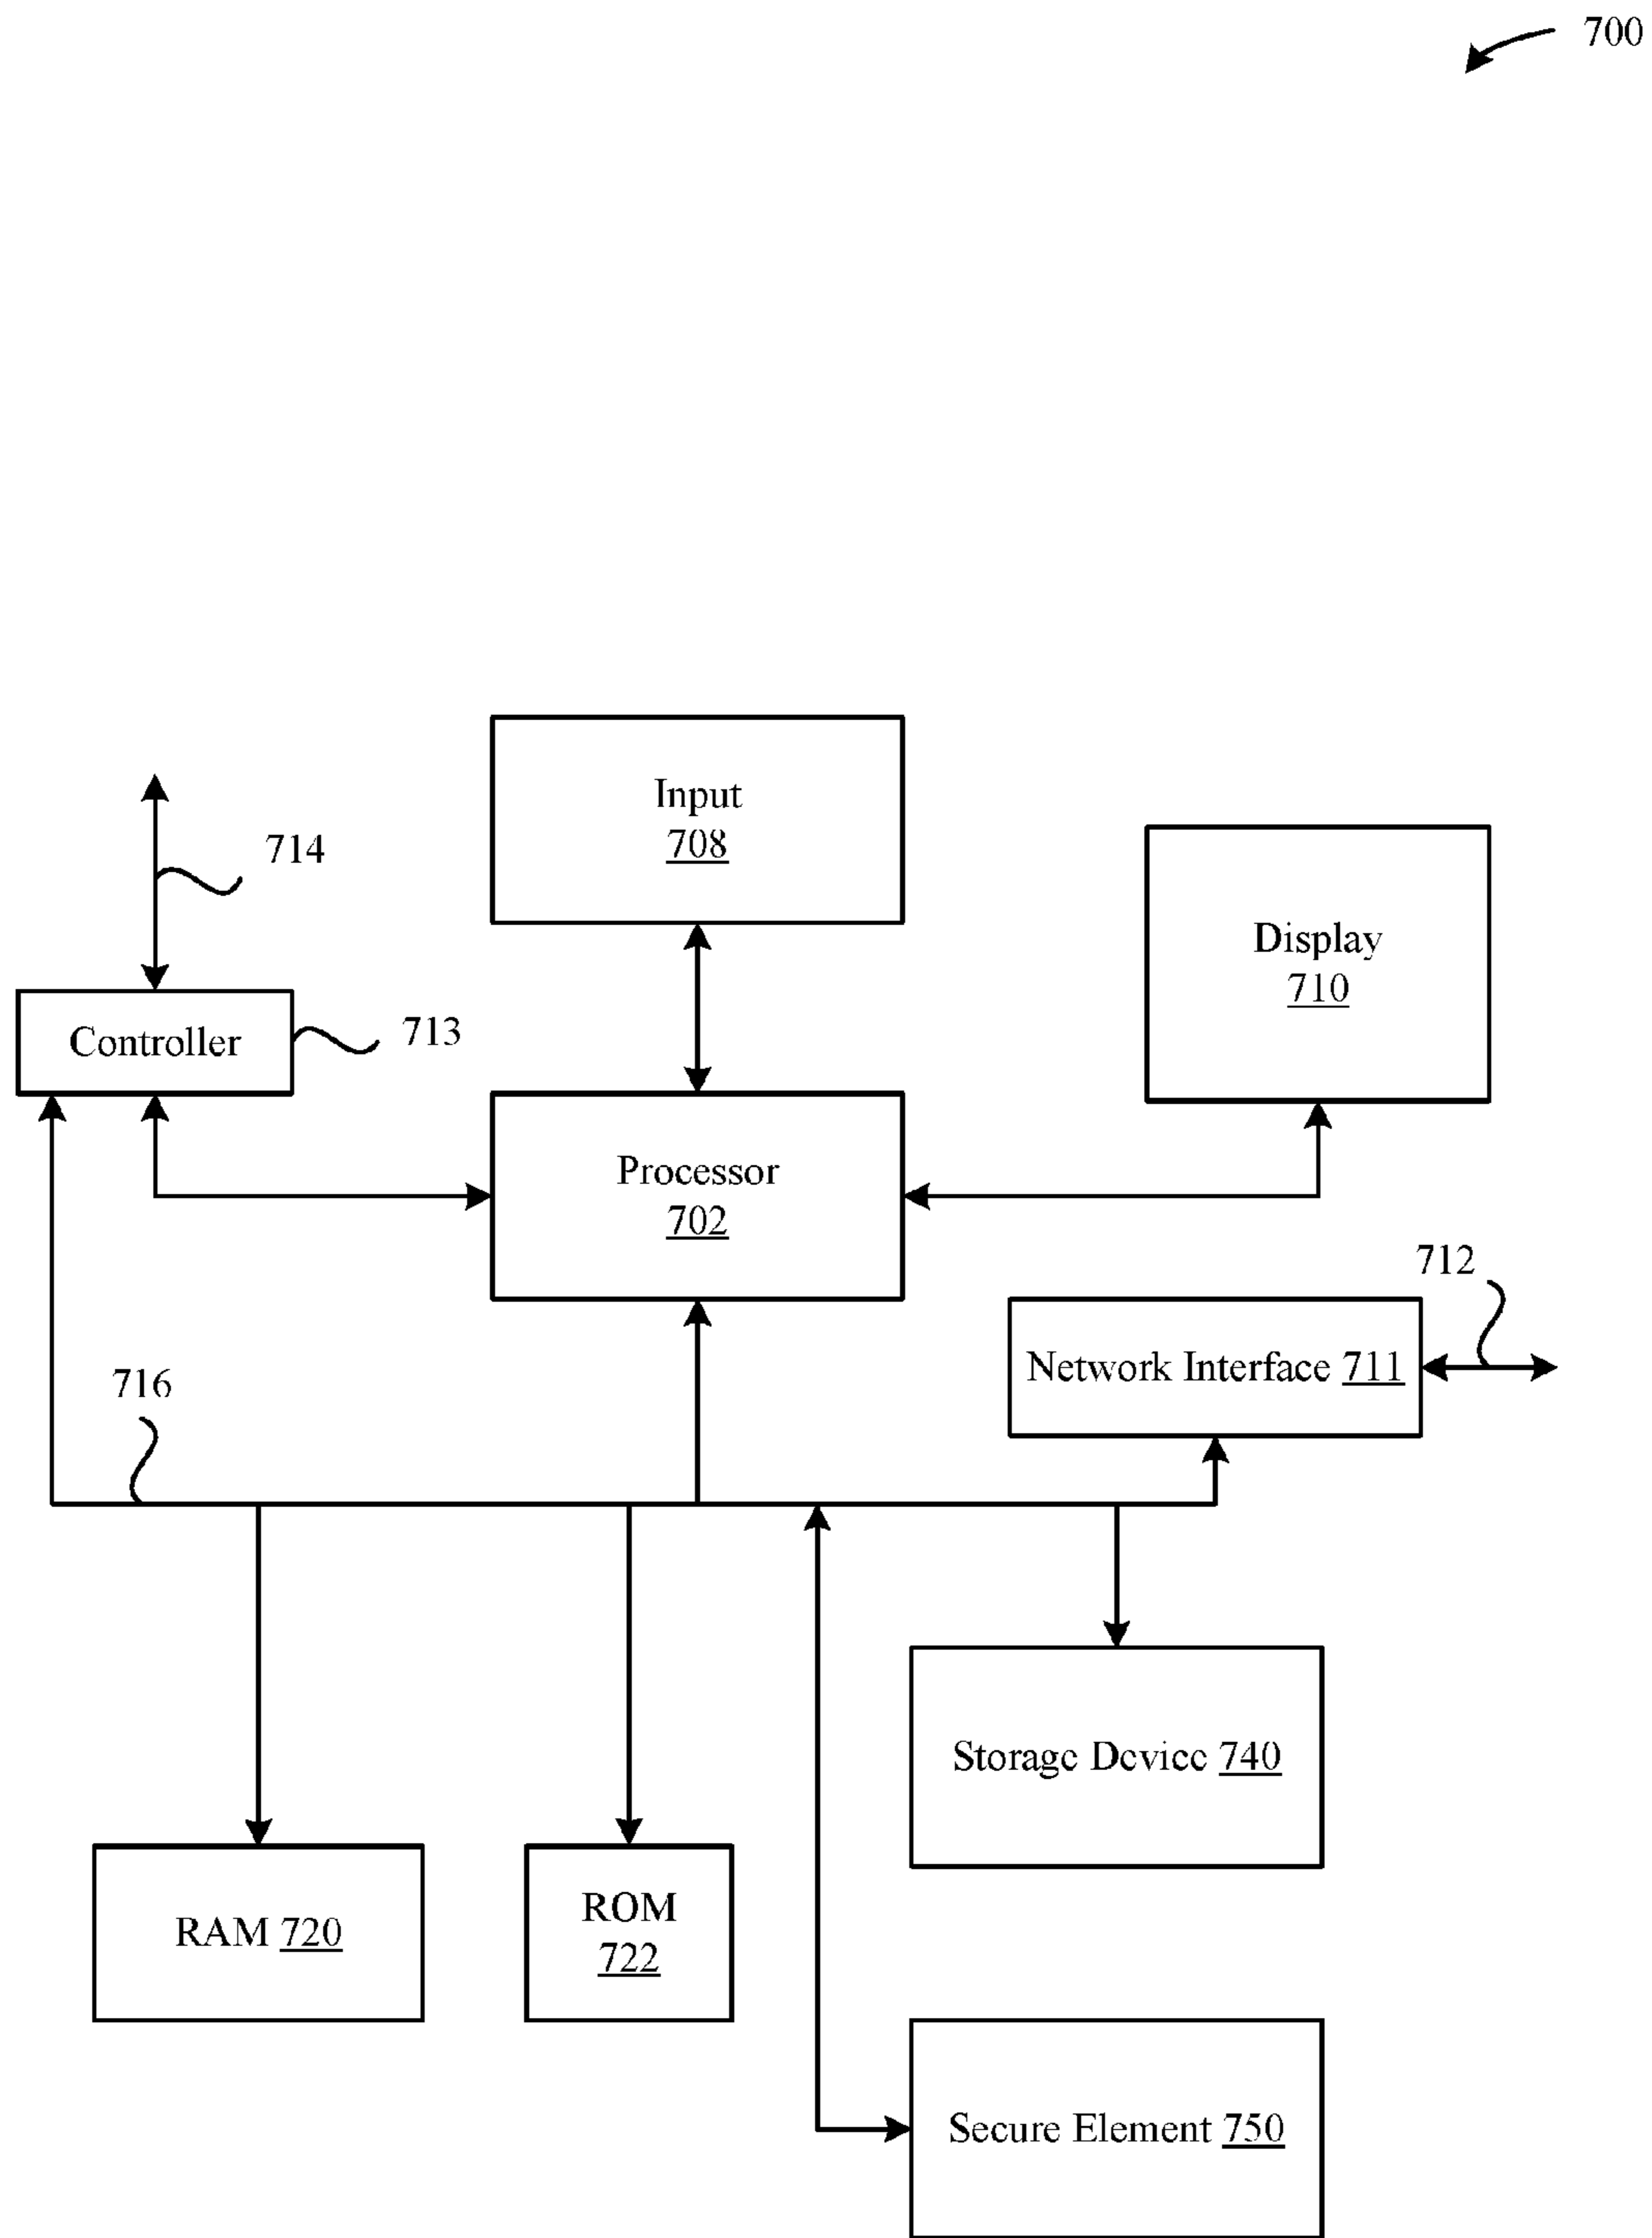 700
Input
708
714
Display
710
Controller
713
Processor
702
712
Network Interface 711
716
Storage Device 740
RAM 720
ROM
722
Secure Element 750